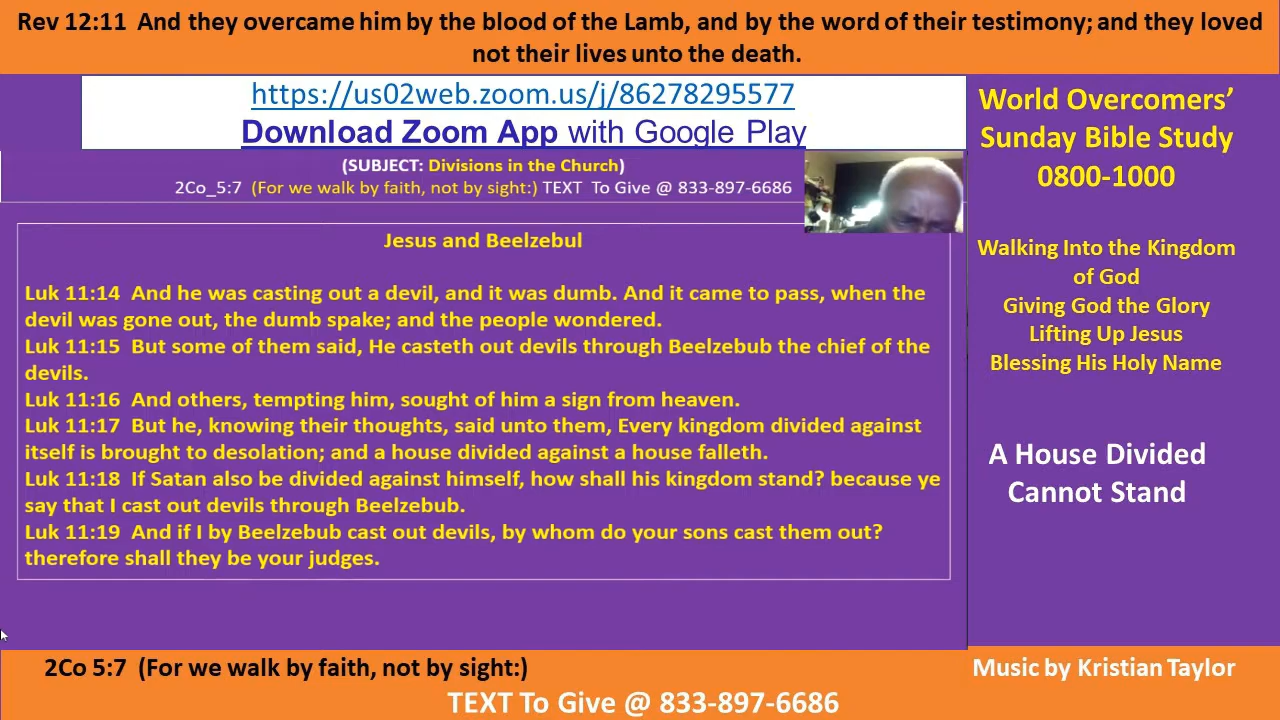 Rev 12:11  And they overcame him by the blood of the Lamb, and by the word of their testimony; and they loved
not their lives unto the death.
https://us02web.zoom.us/j/86278295577
Download Zoom App with Google Play
(SUBJECT: Divisions in the Church)
2Co_5:7  (For we walk by faith, not by sight:) TEXT  To Give @ 833-897-6686
Jesus and Beelzebul
Luk 11:14  And he was casting out a devil, and it was dumb. And it came to pass, when the
devil was gone out, the dumb spake; and the people wondered.
Luk 11:15  But some of them said, He casteth out devils through Beelzebub the chief of the
devils.
Luk 11:16  And others, tempting him, sought of him a sign from heaven.
Luk 11:17  But he, knowing their thoughts, said unto them, Every kingdom divided against
itself is brought to desolation; and a house divided against a house falleth.
Luk 11:18  If Satan also be divided against himself, how shall his kingdom stand? because ye
say that I cast out devils through Beelzebub.
Luk 11:19  And if I by Beelzebub cast out devils, by whom do your sons cast them out?
therefore shall they be your judges.
World Overcomers’
Sunday Bible Study
0800-1000
Walking Into the Kingdom
of God
Giving God the Glory
Lifting Up Jesus
Blessing His Holy Name
A House Divided
Cannot Stand
2Co 5:7  (For we walk by faith, not by sight:)
Music by Kristian Taylor
TEXT To Give @ 833-897-6686